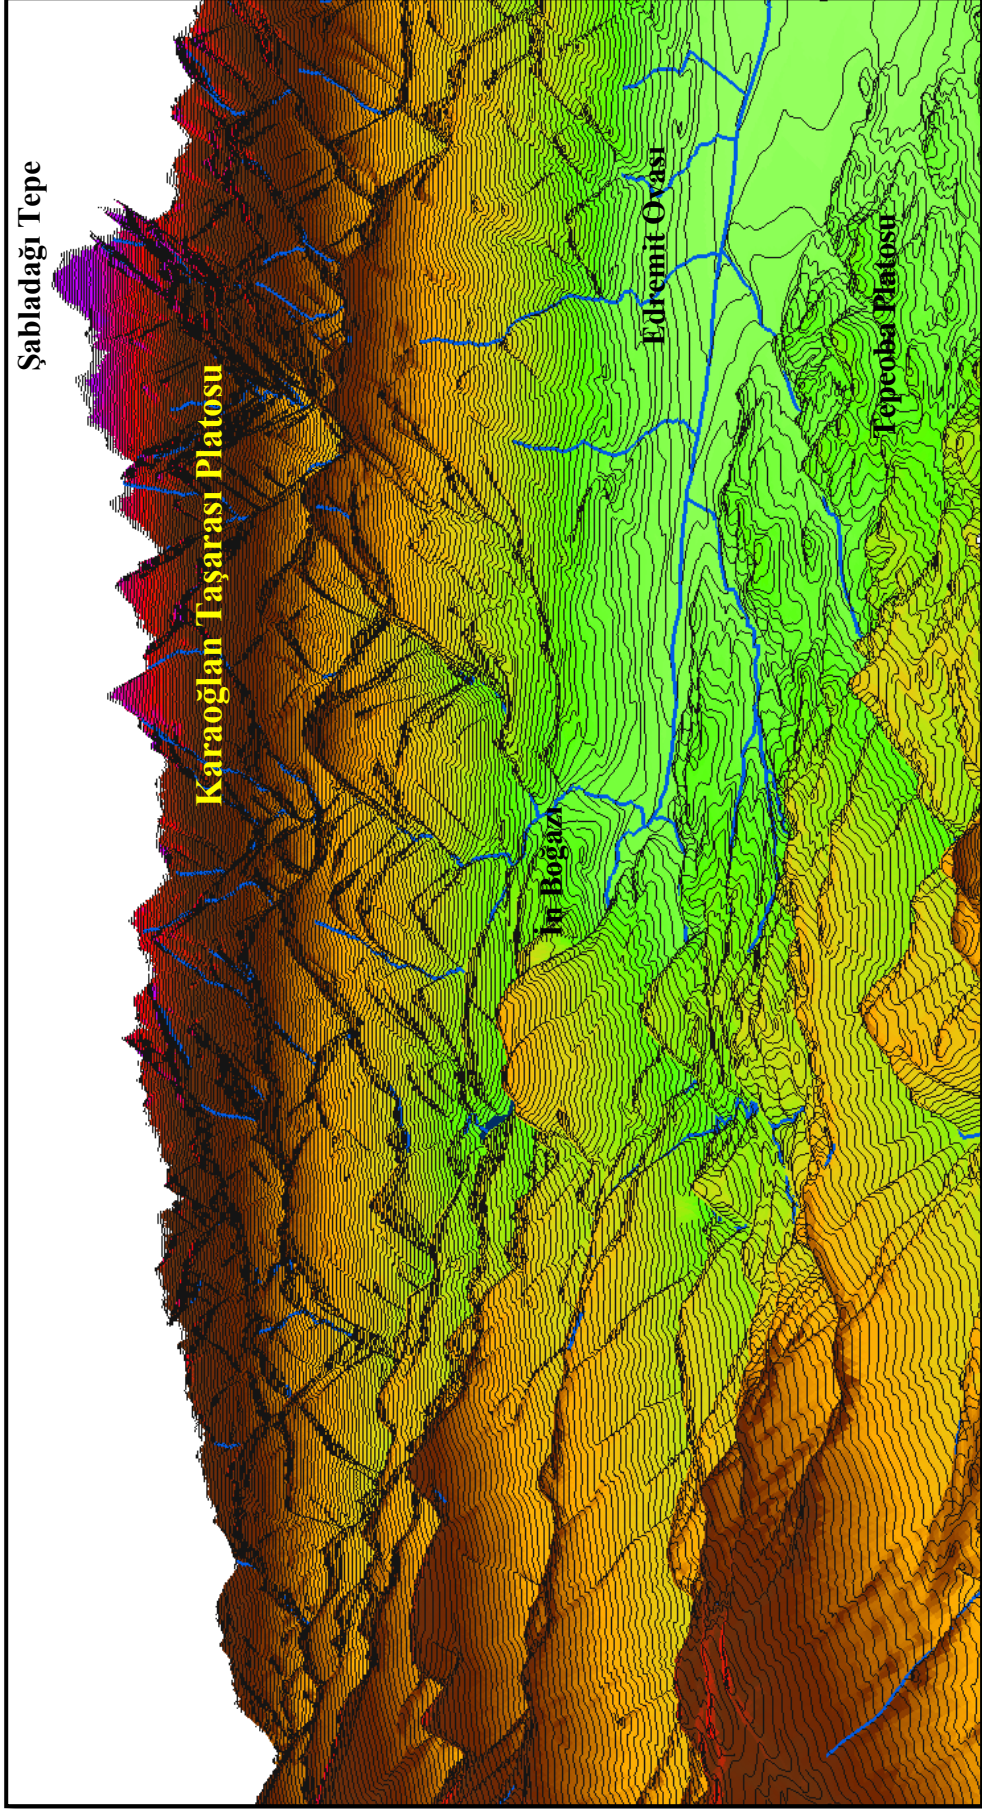 Şabladağı Tepe
Karaoğlan Taşarası Platosu
Edremit Ovası
İn Boğazı
Tepeoba Platosu